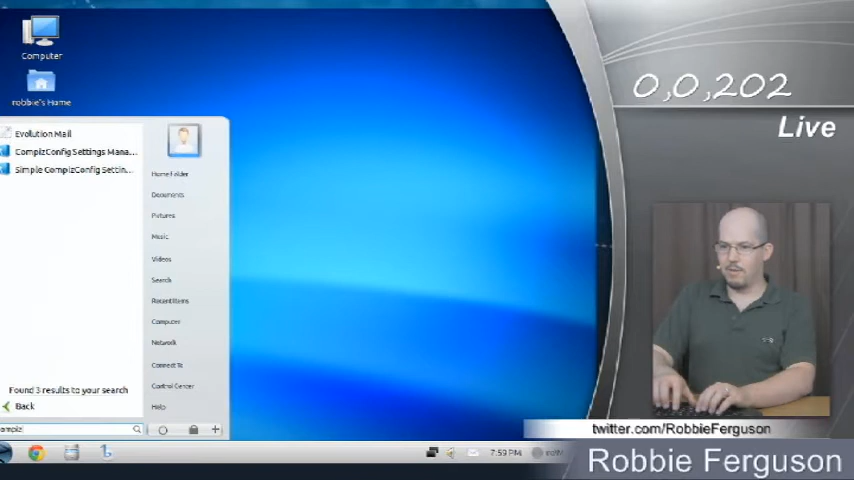 Computer
robbie's Home
Evolution Mail
CompizConfig Settings Mana...
Simple CompizConfig Settin...
Home Folder
Documents
Pictures
Music
Videos
Search
Recent Items
Computer
Network
Connect To
Control Center
Help
Found 3 results to your search
Back
ompiz
7:59 PM
0,0,202
Live
twitter.com/RobbieFerguson
Robbie Ferguson